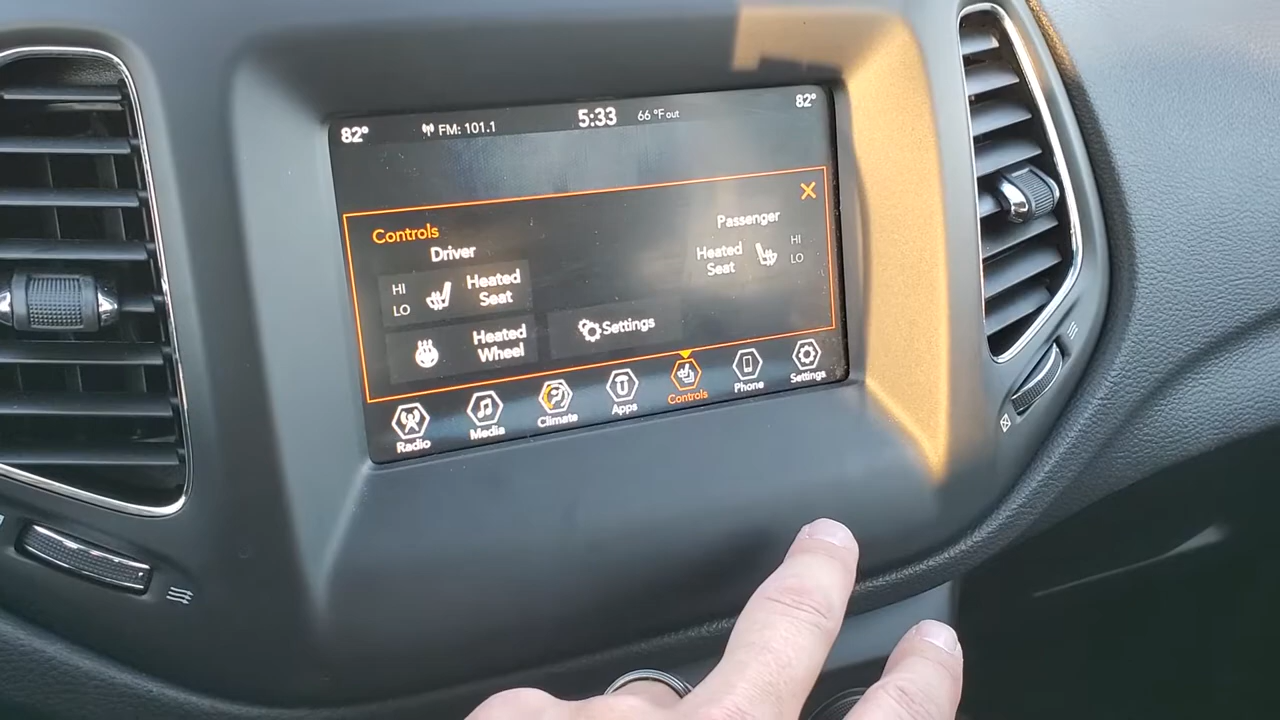 82°
FM: 101.1
5:33
66 °F out
82°
X
Controls
Driver
Passenger
HI
LO
Heated
Seat
Heated
Seat
HI
LO
Heated
Wheel
Settings
Radio
Media
Climate
Apps
Controls
Phone
Settings